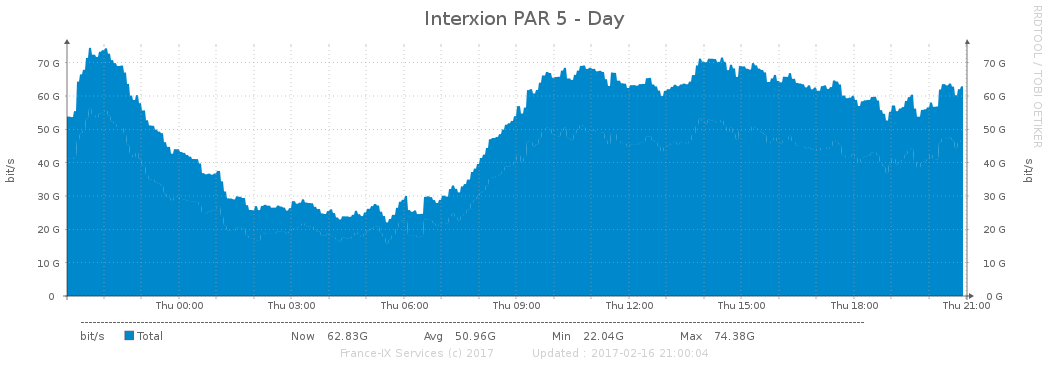 Interxion PAR 5 - Day
RRDTOOL / TOBI OETIKER
bit/s
70 G
60 G
50 G
40 G
30 G
20 G
10 G
0
70 G
60 G
50 G
40 G
30 G
20 G
10 G
0 G
bit/s
Thu 00:00 Thu 03:00 Thu 06:00 Thu 09:00 Thu 12:00 Thu 15:00 Thu 18:00 Thu 21:00
bit/s Total Now 62.83G Avg 50.96G Min 22.04G Max 74.38G
France-IX Services (c) 2017 Updated : 2017-02-16 21:00:04